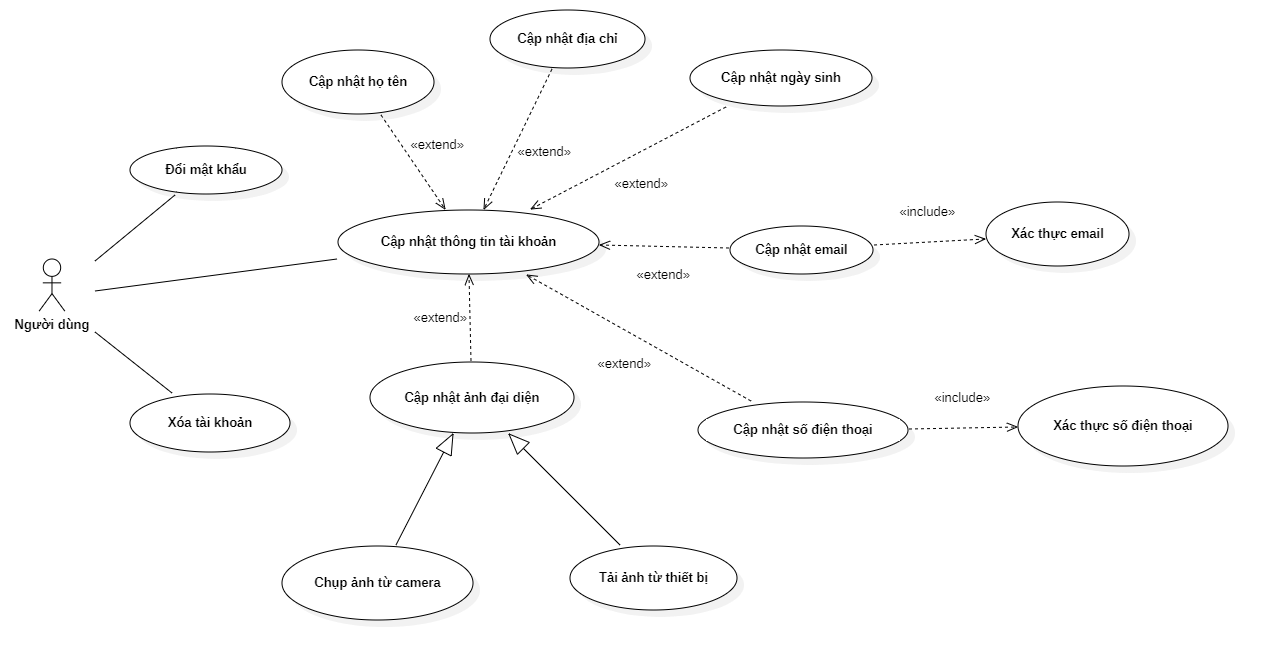 Cập nhật địa chỉ
Cập nhật họ tên
Cập nhật ngày sinh
«extend»
«extend»
Đổi mật khẩu
«extend»
«include»
Cập nhật thông tin tài khoản
Cập nhật email
Xác thực email
«extend»
Người dùng
«extend»
«extend»
Cập nhật ảnh đại diện
«include»
Xóa tài khoản
Cập nhật số điện thoại
Xác thực số điện thoại
Chụp ảnh từ camera
Tải ảnh từ thiết bị